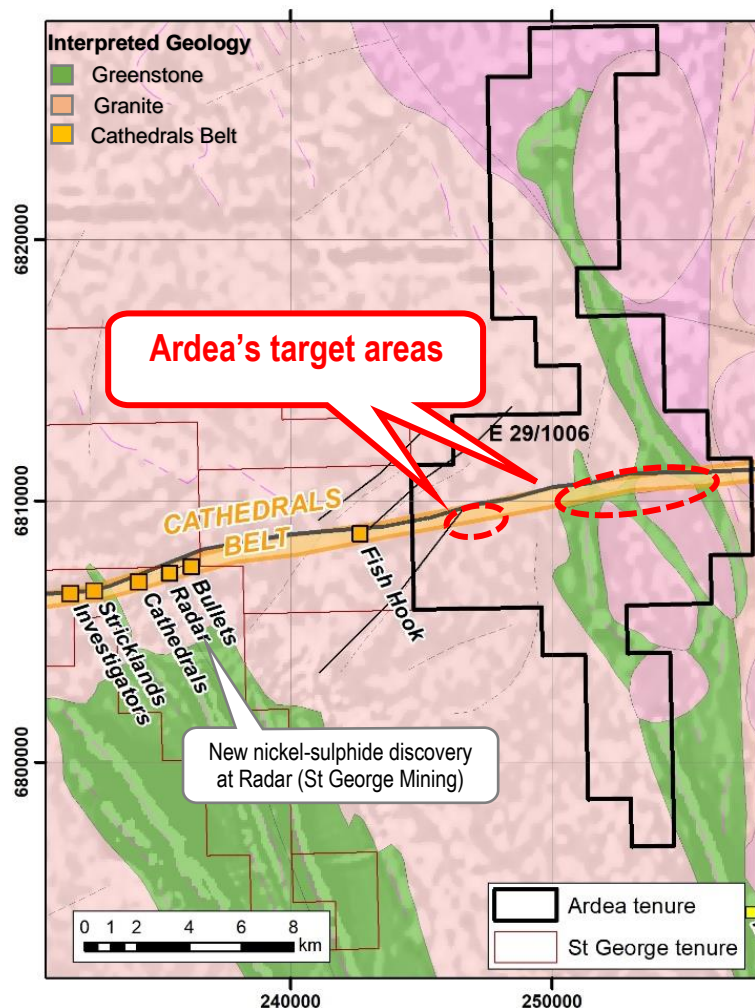 Interpreted Geology
Greenstone
Granite
Cathedrals Belt
6820000
6810000
6800000
Ardea's target areas
E 29/1006
CATHEDRALS
BELT
Fish Hook
Bullets
Radar
Cathedrals
Stricklands
Investigators
New nickel-sulphide discovery
at Radar (St George Mining)
0 1 2 4 6 8
km
Ardea tenure
St George tenure
240000
250000